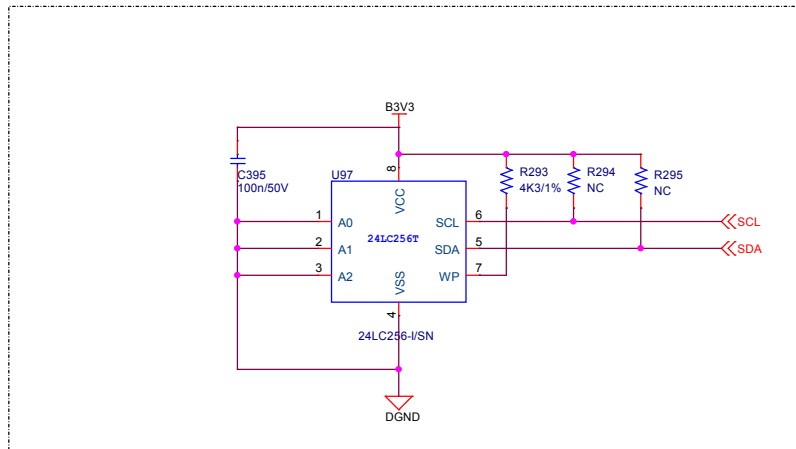 B3V3
C395
100n/50V
U97
8
VCC
R293
4K3/1%
R294
NC
R295
NC
1
A0
SCL
6
SCL
24LC256T
2
A1
SDA
5
SDA
3
A2
WP
7
VSS
4
24LC256-I/SN
DGND